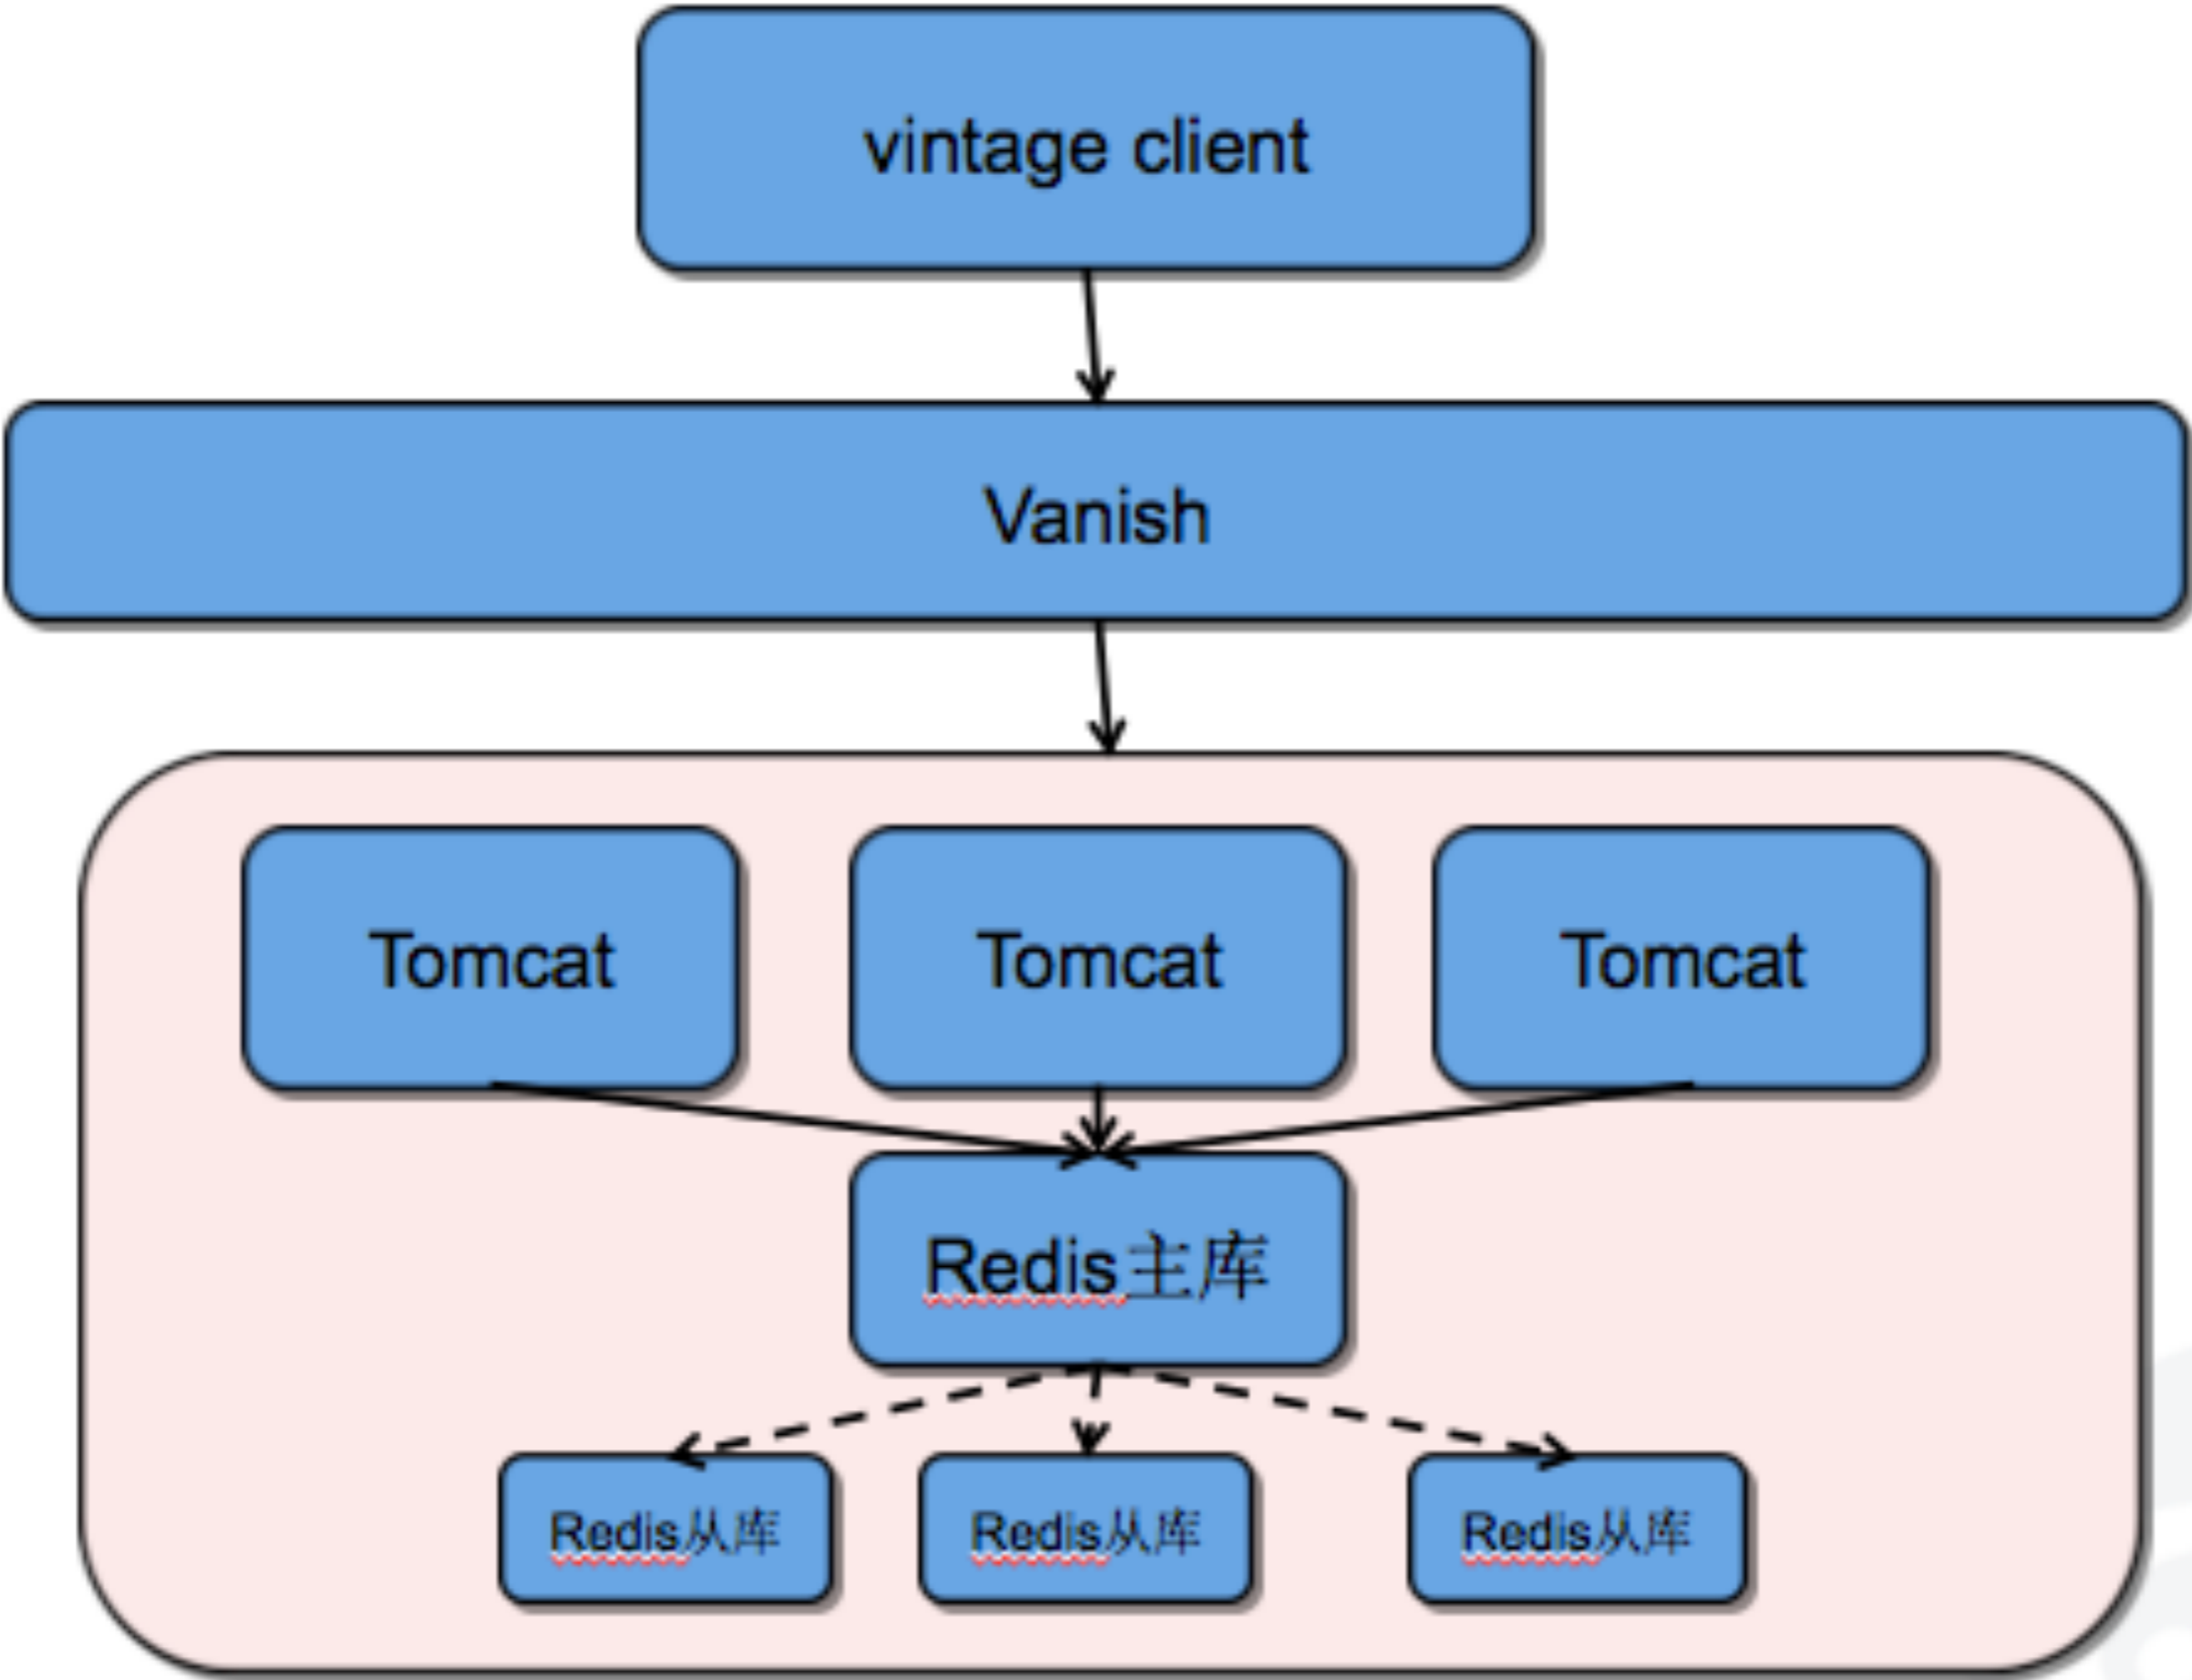 vintage client
Vanish
Tomcat
Tomcat
Tomcat
Redis主库
Redis从库
Redis从库
Redis从库